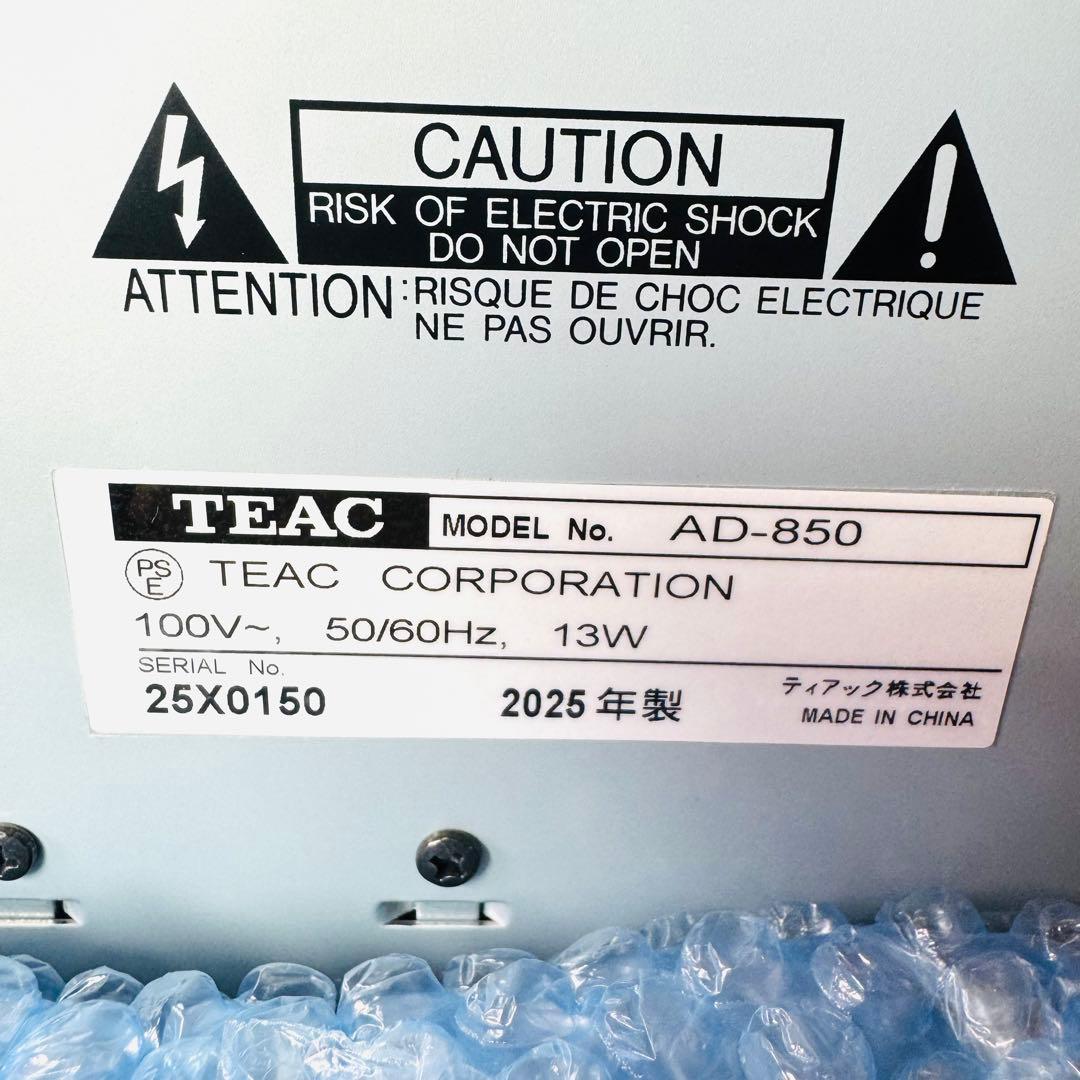 CAUTION
RISK OF ELECTRIC SHOCK
DO NOT OPEN
ATTENTION:RISQUE DE CHOC ELECTRIQUE
NE PAS OUVRIR.
TEAC MODEL No. AD-850
PSE TEAC CORPORATION
100V~, 50/60Hz, 13W
SERIAL No.
25X0150 2025年製 ティアック株式会社
MADE IN CHINA